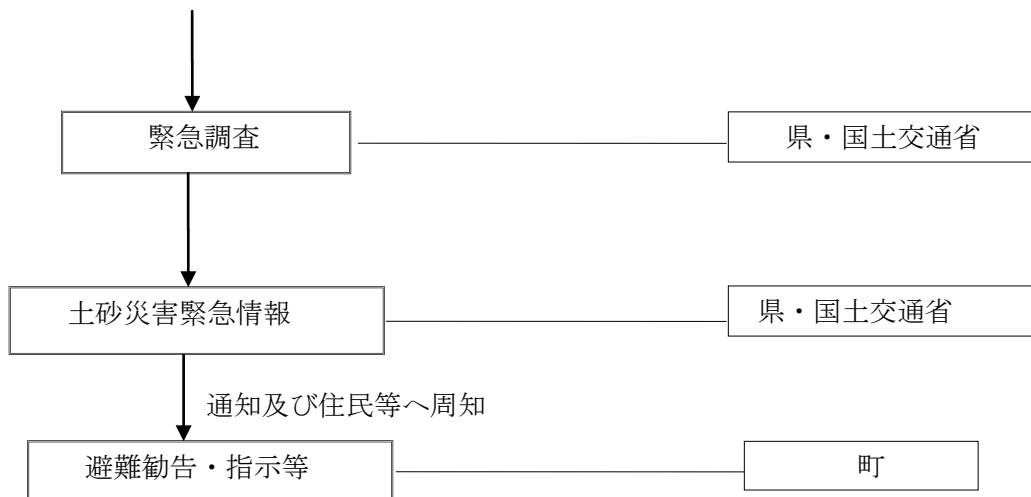 緊急調査
県・国土交通省
土砂災害緊急情報
県・国土交通省
通知及び住民等へ周知
避難勧告・指示等
町